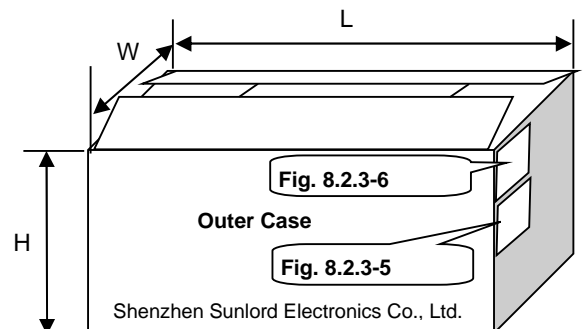 L
W
Fig. 8.2.3-6
Outer Case
H
Fig. 8.2.3-5
Shenzhen Sunlord Electronics Co., Ltd.